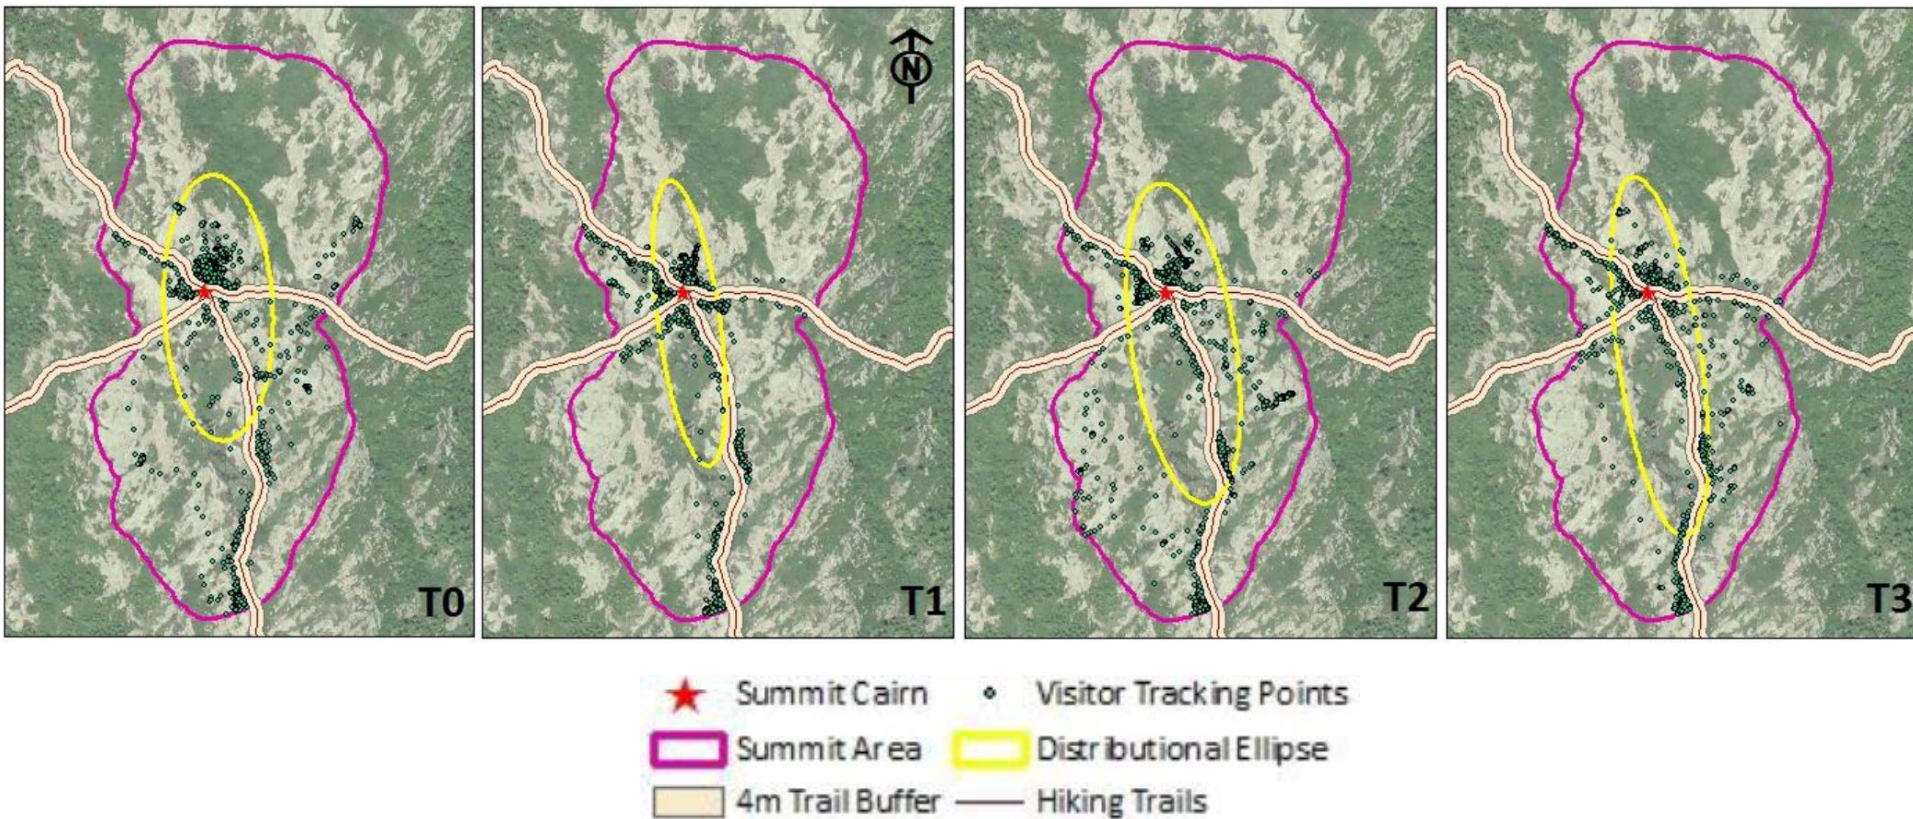 N
T0
T1
T2
T3
Summit Cairn
Visitor Tracking Points
Summit Area
Distributional Ellipse
4m Trail Buffer
Hiking Trails